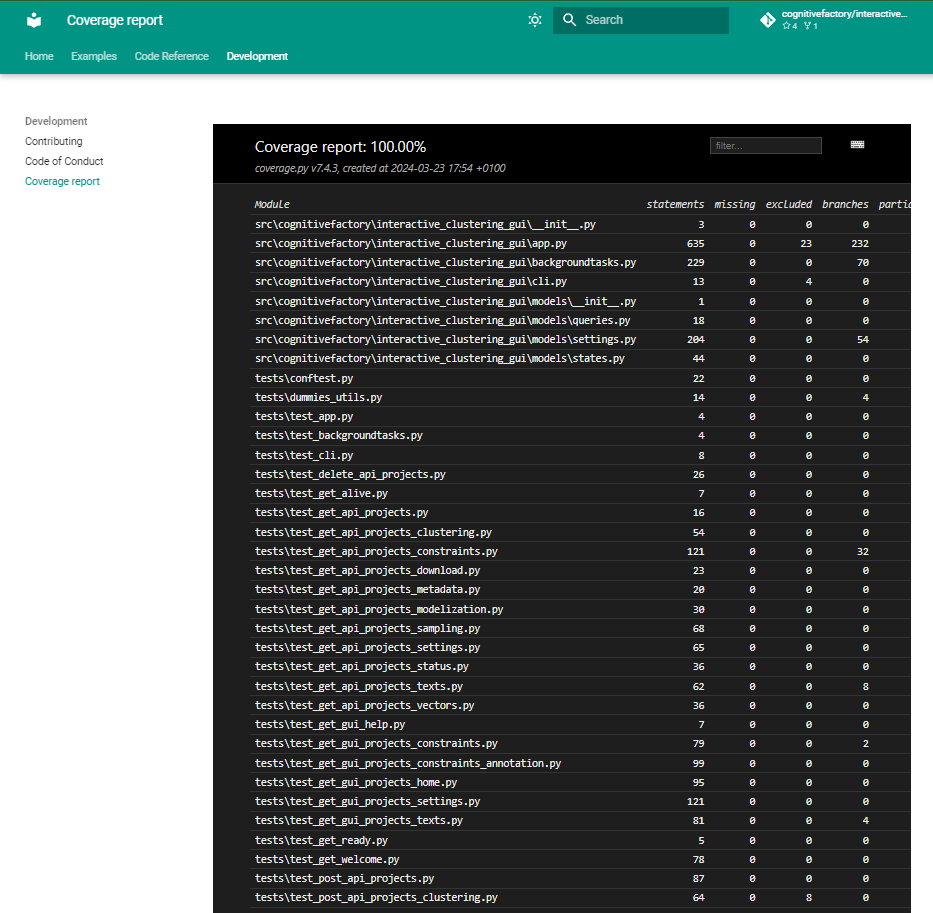 Coverage report
Search
cognitivefactory/interactive...
4 1
Home Examples Code Reference Development
Development
Contributing
Code of Conduct
Coverage report
Coverage report: 100.00%
filter...
coverage.py v7.4.3, created at 2024-03-23 17:54 +0100
Module statements missing excluded branches partic
src\cognitivefactory\interactive_clustering_gui\__init__.py 3 0 0 0
src\cognitivefactory\interactive_clustering_gui\app.py 635 0 23 232
src\cognitivefactory\interactive_clustering_gui\backgroundtasks.py 229 0 0 70
src\cognitivefactory\interactive_clustering_gui\cli.py 13 0 4 0
src\cognitivefactory\interactive_clustering_gui\models\__init__.py 1 0 0 0
src\cognitivefactory\interactive_clustering_gui\models\queries.py 18 0 0 0
src\cognitivefactory\interactive_clustering_gui\models\settings.py 204 0 0 54
src\cognitivefactory\interactive_clustering_gui\models\states.py 44 0 0 0
tests\conftest.py 22 0 0 0
tests\dummies_utils.py 14 0 0 4
tests\test_app.py 4 0 0 0
tests\test_backgroundtasks.py 4 0 0 0
tests\test_cli.py 8 0 0 0
tests\test_delete_api_projects.py 26 0 0 0
tests\test_get_alive.py 7 0 0 0
tests\test_get_api_projects.py 16 0 0 0
tests\test_get_api_projects_clustering.py 54 0 0 0
tests\test_get_api_projects_constraints.py 121 0 0 32
tests\test_get_api_projects_download.py 23 0 0 0
tests\test_get_api_projects_metadata.py 20 0 0 0
tests\test_get_api_projects_modelization.py 30 0 0 0
tests\test_get_api_projects_sampling.py 68 0 0 0
tests\test_get_api_projects_settings.py 65 0 0 0
tests\test_get_api_projects_status.py 36 0 0 0
tests\test_get_api_projects_texts.py 62 0 0 8
tests\test_get_api_projects_vectors.py 36 0 0 0
tests\test_get_gui_help.py 7 0 0 0
tests\test_get_gui_projects_constraints.py 79 0 0 2
tests\test_get_gui_projects_constraints_annotation.py 99 0 0 0
tests\test_get_gui_projects_home.py 95 0 0 0
tests\test_get_gui_projects_settings.py 121 0 0 0
tests\test_get_gui_projects_texts.py 81 0 0 4
tests\test_get_ready.py 5 0 0 0
tests\test_get_welcome.py 78 0 0 0
tests\test_post_api_projects.py 87 0 0 0
tests\test_post_api_projects_clustering.py 64 0 8 0